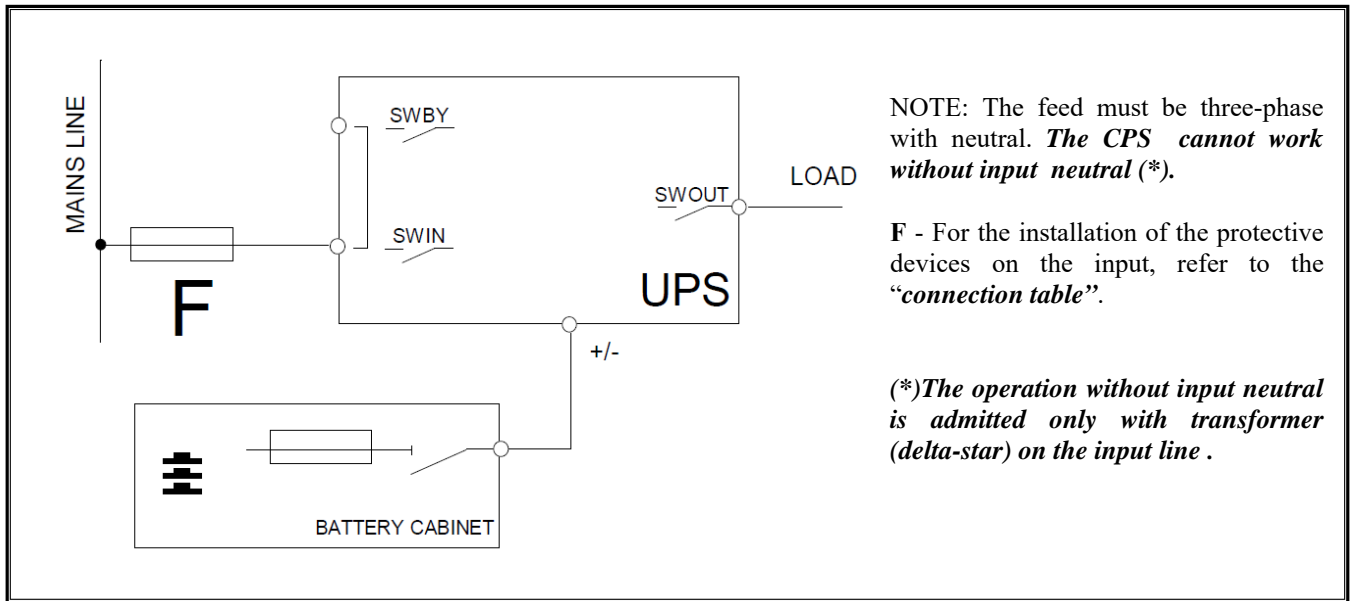 MAINS LINE
SWBY
SWIN
SWOUT
LOAD
F
UPS
+/-
BATTERY CABINET
NOTE: The feed must be three-phase
with neutral. The CPS cannot work
without input neutral (*).
F - For the installation of the protective
devices on the input, refer to the
“connection table”.
(*)The operation without input neutral
is admitted only with transformer
(delta-star) on the input line .